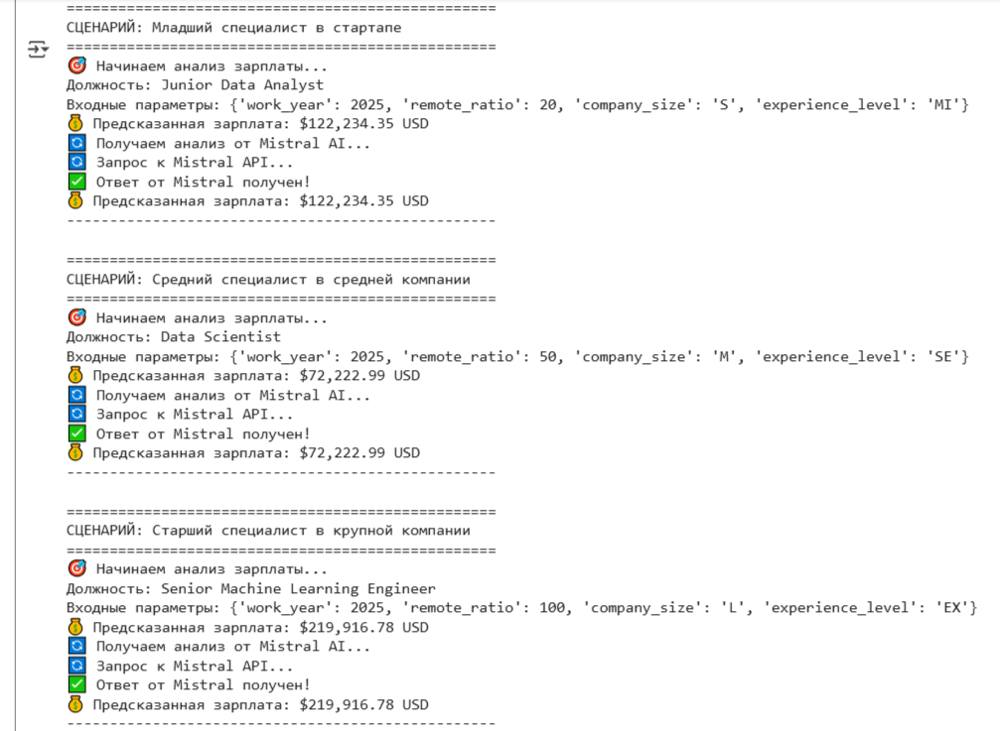 ==================================================
СЦЕНАРИЙ: Младший специалист в стартапе
==================================================
🎯 Начинаем анализ зарплаты...
Должность: Junior Data Analyst
Входные параметры: {'work_year': 2025, 'remote_ratio': 20, 'company_size': 'S', 'experience_level': 'MI'}
💰 Предсказанная зарплата: $122,234.35 USD
🔄 Получаем анализ от Mistral AI...
🔄 Запрос к Mistral API...
✅ Ответ от Mistral получен!
💰 Предсказанная зарплата: $122,234.35 USD
--------------------------------------------------
==================================================
СЦЕНАРИЙ: Средний специалист в средней компании
==================================================
🎯 Начинаем анализ зарплаты...
Должность: Data Scientist
Входные параметры: {'work_year': 2025, 'remote_ratio': 50, 'company_size': 'M', 'experience_level': 'SE'}
💰 Предсказанная зарплата: $72,222.99 USD
🔄 Получаем анализ от Mistral AI...
🔄 Запрос к Mistral API...
✅ Ответ от Mistral получен!
💰 Предсказанная зарплата: $72,222.99 USD
--------------------------------------------------
==================================================
СЦЕНАРИЙ: Старший специалист в крупной компании
==================================================
🎯 Начинаем анализ зарплаты...
Должность: Senior Machine Learning Engineer
Входные параметры: {'work_year': 2025, 'remote_ratio': 100, 'company_size': 'L', 'experience_level': 'EX'}
💰 Предсказанная зарплата: $219,916.78 USD
🔄 Получаем анализ от Mistral AI...
🔄 Запрос к Mistral API...
✅ Ответ от Mistral получен!
💰 Предсказанная зарплата: $219,916.78 USD
--------------------------------------------------